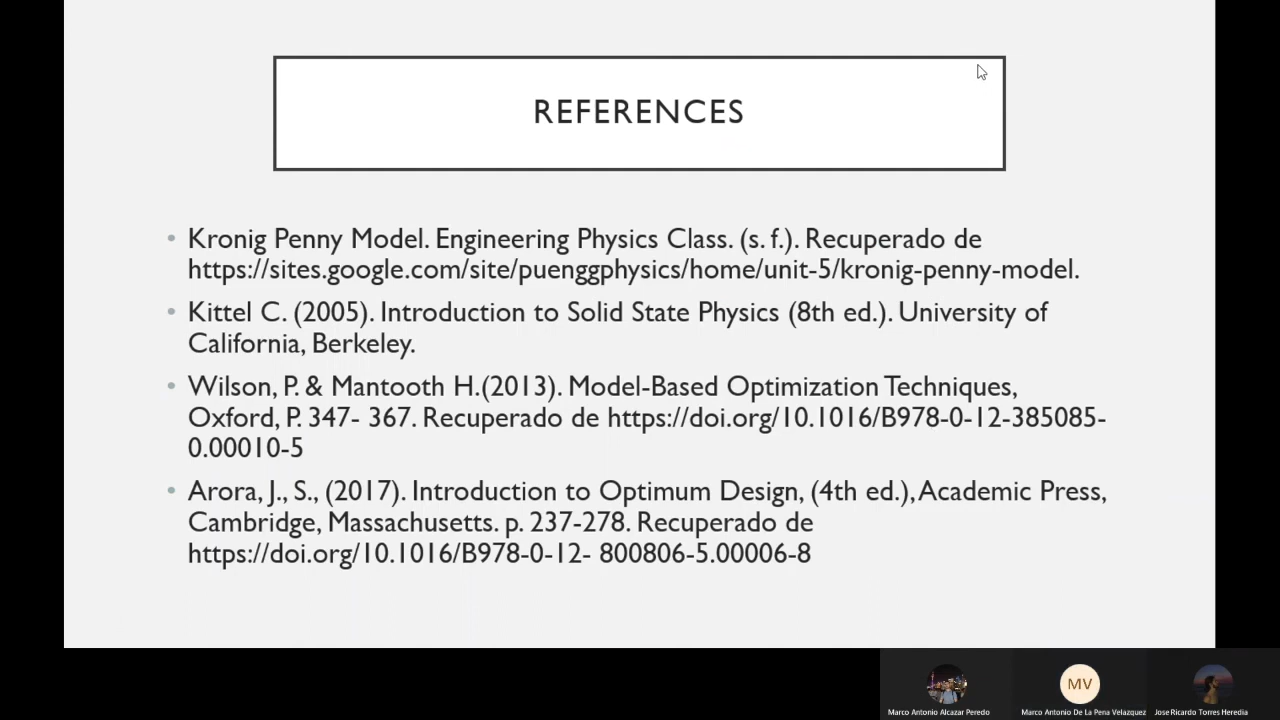 REFERENCES
Kronig Penny Model. Engineering Physics Class. (s. f.). Recuperado de
https://sites.google.com/site/puenggphysics/home/unit-5/kronig-penny-model.
Kittel C. (2005). Introduction to Solid State Physics (8th ed.). University of
California, Berkeley.
Wilson, P. & Mantooth H.(2013). Model-Based Optimization Techniques,
Oxford, P. 347- 367. Recuperado de https://doi.org/10.1016/B978-0-12-385085-
0.00010-5
Arora, J., S., (2017). Introduction to Optimum Design, (4th ed.), Academic Press,
Cambridge, Massachusetts. p. 237-278. Recuperado de
https://doi.org/10.1016/B978-0-12- 800806-5.00006-8
MV
Marco Antonio Alcazar Peredo
Marco Antonio De La Pena Velazquez
Jose Ricardo Torres Heredia